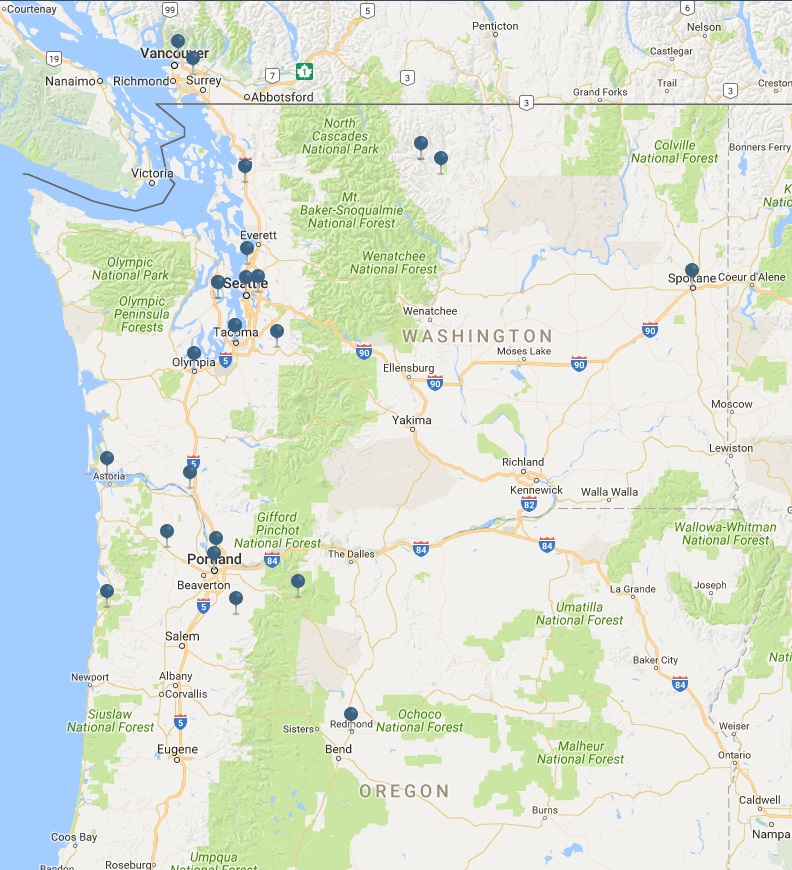 Courtenay
99
5
6
Penticton
Nelson
Vancouver
19
Castlegar
Nanaimo
Richmond
Surrey
7
1
3
Trail
3
Creston
Abbotsford
Grand Forks
3
North
Cascades
National Park
Colville
National Forest
Bonners Ferry
Victoria
Mt.
Baker-Snoqualmie
National Forest
Everett
Olympic
National Park
Wenatchee
National Forest
Spokane
Coeur d'Alene
Seattle
Olympic
Peninsula
Forests
Wenatchee
Tacoma
WASHINGTON
90
90
Moses Lake
Olympia
5
Ellensburg
90
90
Moscow
Yakima
Lewiston
5
Richland
Astoria
Kennewick
Walla Walla
82
Gifford
Pinchot
National Forest
Wallowa-Whitman
National Forest
Portland
84
The Dalles
84
84
Beaverton
5
La Grande
Joseph
Umatilla
National Forest
Salem
Baker City
Newport
Albany
84
Corvallis
Siuslaw
National Forest
5
Sisters
Redmond
Ochoco
National Forest
Weiser
Eugene
Bend
Malheur
National Forest
Ontario
OREGON
Caldwell
Burns
Nampa
Coos Bay
Umpqua
National Forest
Roseburg
Bandon